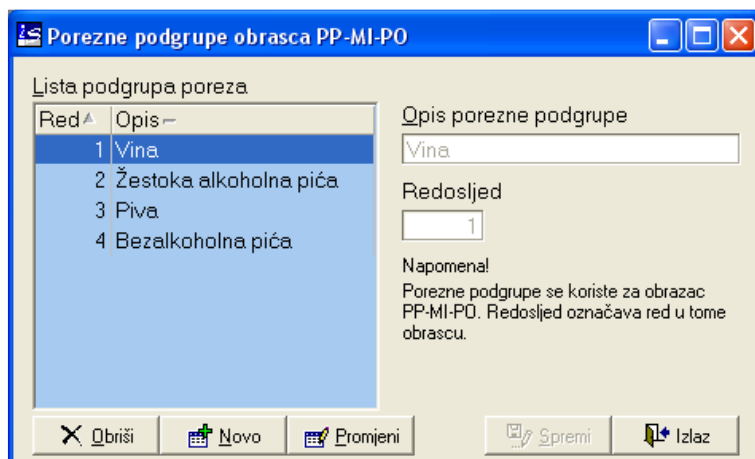 Porezne podgrupe obrasca PP-MI-PO
Lista podgrupa poreza
Red Opis
1 Vina
2 Žestoka alkoholna pića
3 Piva
4 Bezalkoholna pića
Opis porezne podgrupe
Vina
Redosljed
1
Napomena!
Porezne podgrupe se koriste za obrazac
PP-MI-PO. Redosljed označava red u tome
obrascu.
Obriši Novo Promjeni Spremi Izlaz